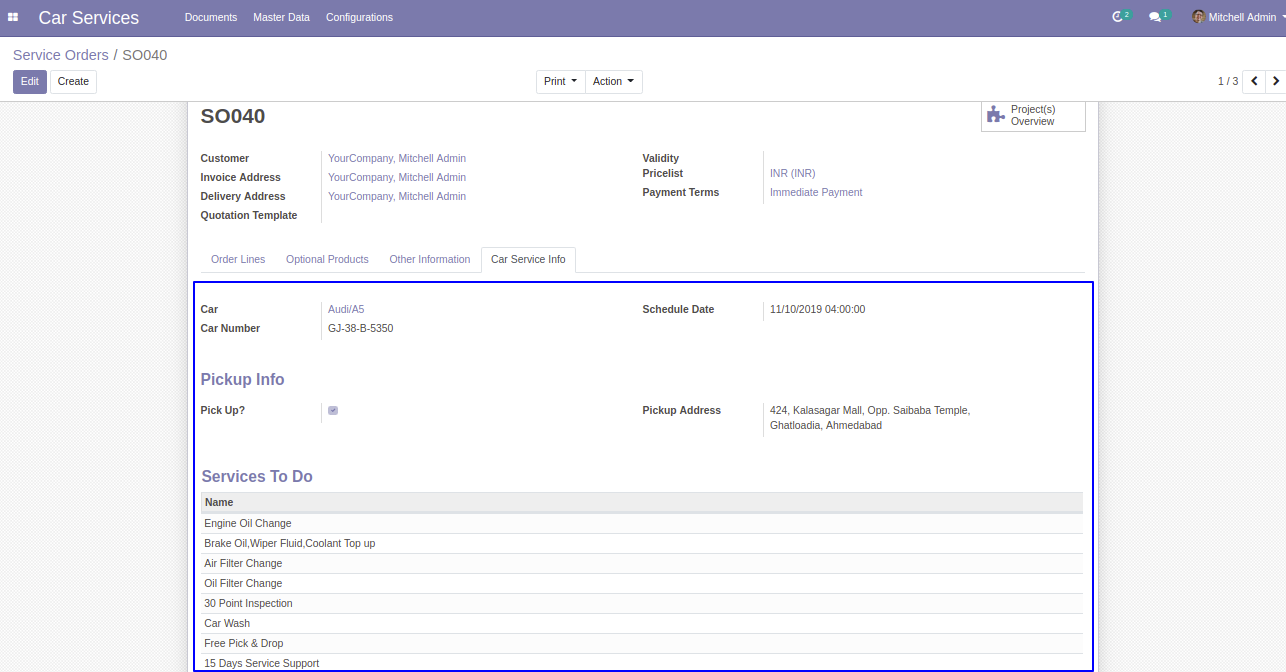 Car Services Documents Master Data Configurations 2 1 Mitchell Admin
Service Orders / SO040
Edit Create Print Action 1 / 3
SO040
Project(s)
Overview
Customer YourCompany, Mitchell Admin
Invoice Address YourCompany, Mitchell Admin
Delivery Address YourCompany, Mitchell Admin
Quotation Template
Validity
Pricelist INR (INR)
Payment Terms Immediate Payment
Order Lines Optional Products Other Information Car Service Info
Car Audi/A5
Car Number GJ-38-B-5350
Schedule Date 11/10/2019 04:00:00
Pickup Info
Pick Up?
Pickup Address 424, Kalasagar Mall, Opp. Saibaba Temple,
Ghatloadia, Ahmedabad
Services To Do
Name
Engine Oil Change
Brake Oil,Wiper Fluid,Coolant Top up
Air Filter Change
Oil Filter Change
30 Point Inspection
Car Wash
Free Pick & Drop
15 Days Service Support